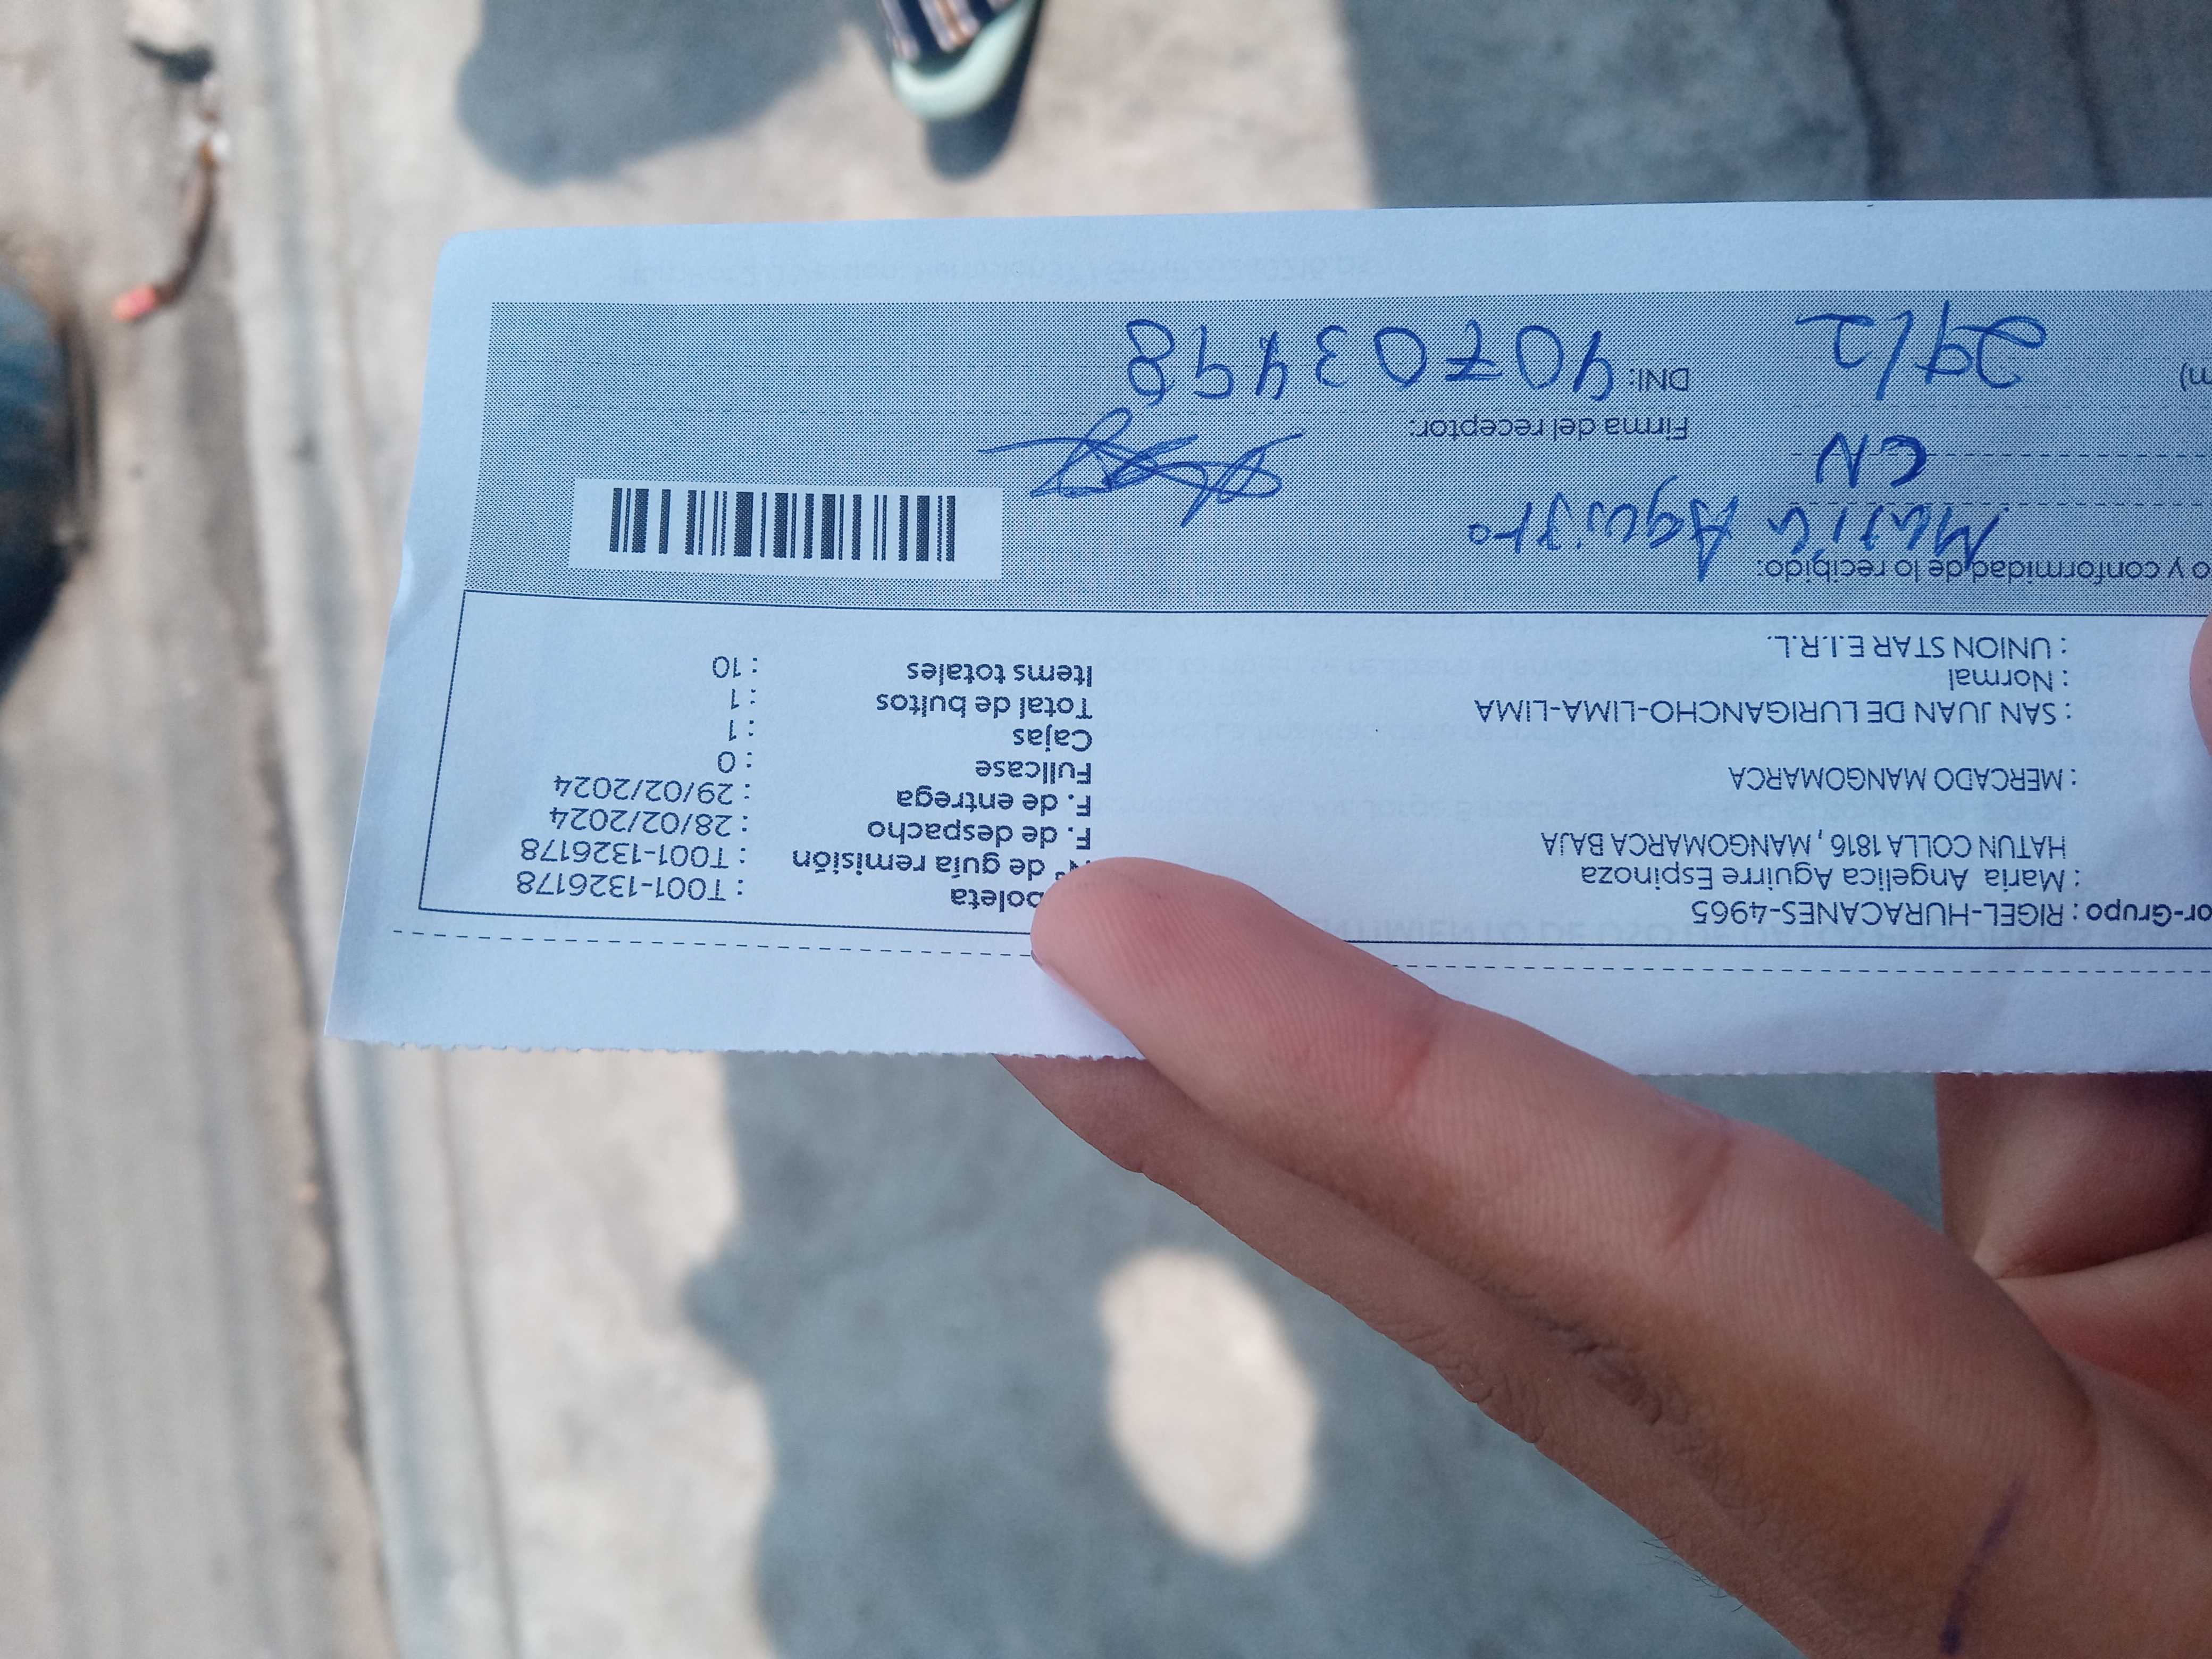 or-Grupo : RIGEL-HURACANES-4965
: Maria Angelica Aguirre Espinoza
HATUN COLLA 1816 , MANGOMARCA BAJA
: MERCADO MANGOMARCA
: SAN JUAN DE LURIGANCHO-LIMA-LIMA
: Normal
: UNION STAR E.I.R.L.
boleta : T001-1326178
N° de guía remisión : T001-1326178
F. de despacho : 28/02/2024
F. de entrega : 29/02/2024
Fullcase : 0
Cajas : 1
Total de bultos : 1
Items totales : 10
o y conformidad de lo recibido:
Maria Aguirre
CN
Firma del receptor:
29/2
DNI: 40703498
m)